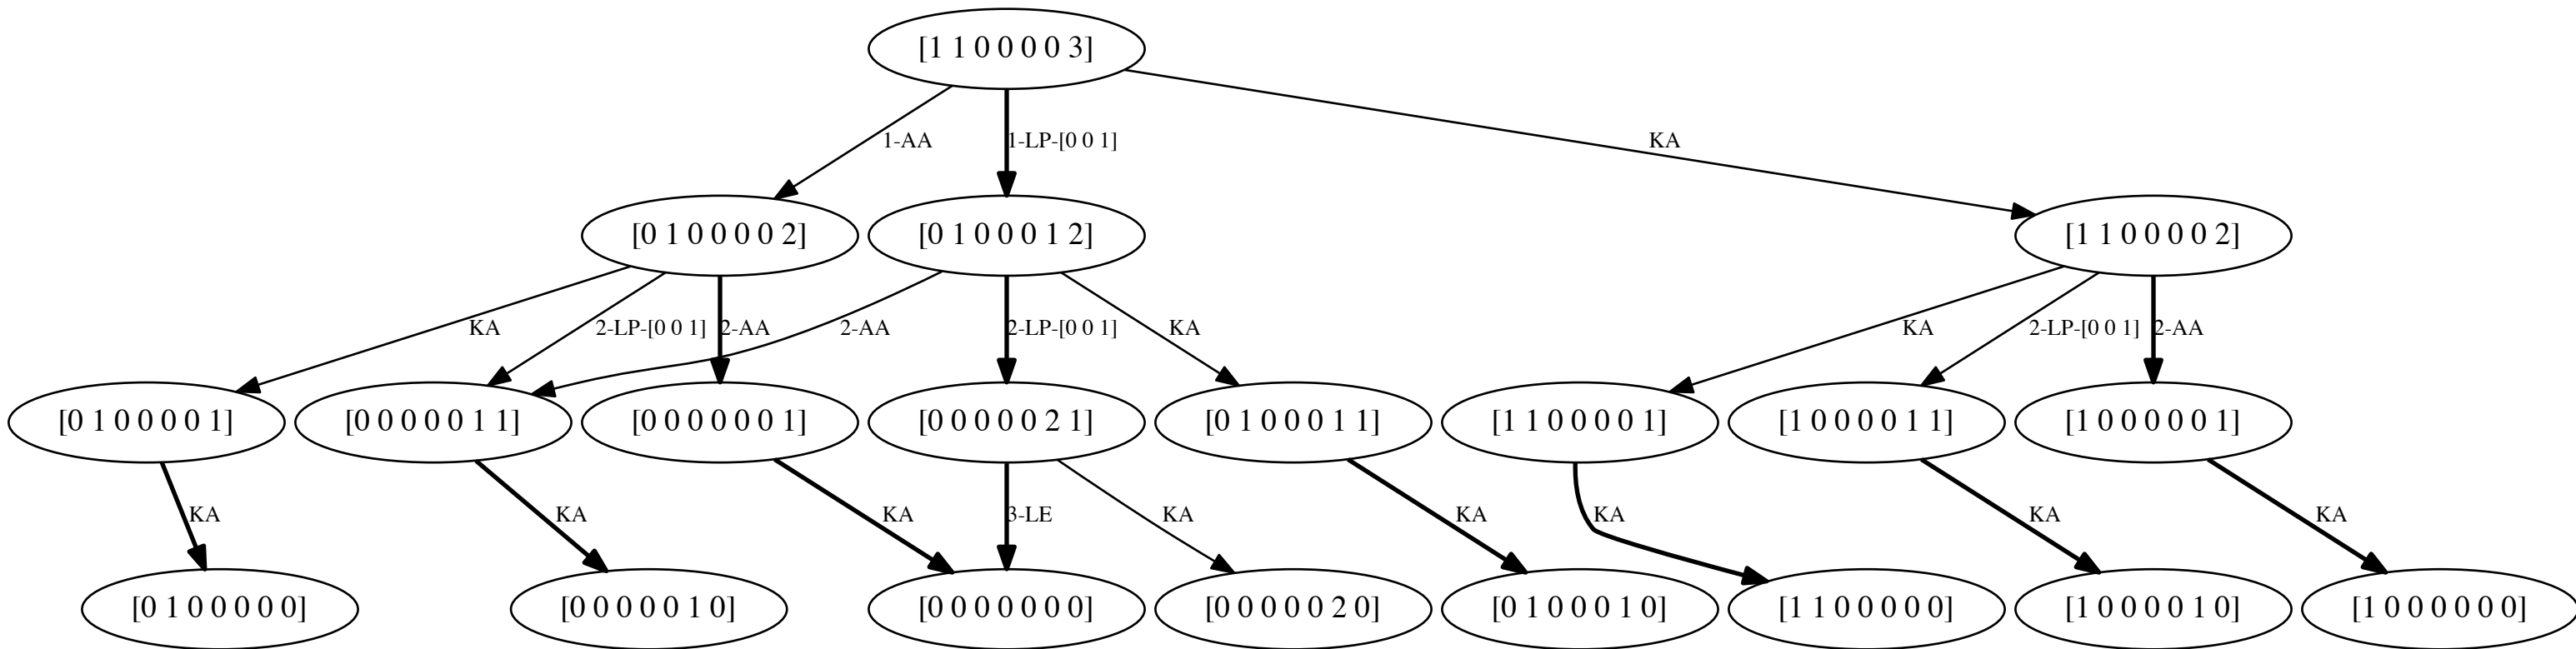 [1 1 0 0 0 0 3]
1-AA
1-LP-[0 0 1]
KA
[0 1 0 0 0 0 2]
[0 1 0 0 0 1 2]
[1 1 0 0 0 0 2]
KA
2-LP-[0 0 1]
2-AA
2-AA
2-LP-[0 0 1]
KA
KA
2-LP-[0 0 1]
2-AA
[0 1 0 0 0 0 1]
[0 0 0 0 0 1 1]
[0 0 0 0 0 0 1]
[0 0 0 0 0 2 1]
[0 1 0 0 0 1 1]
[1 1 0 0 0 0 1]
[1 0 0 0 0 1 1]
[1 0 0 0 0 0 1]
KA
KA
KA
3-LE
KA
KA
KA
KA
KA
[0 1 0 0 0 0 0]
[0 0 0 0 0 1 0]
[0 0 0 0 0 0 0]
[0 0 0 0 0 2 0]
[0 1 0 0 0 1 0]
[1 1 0 0 0 0 0]
[1 0 0 0 0 1 0]
[1 0 0 0 0 0 0]